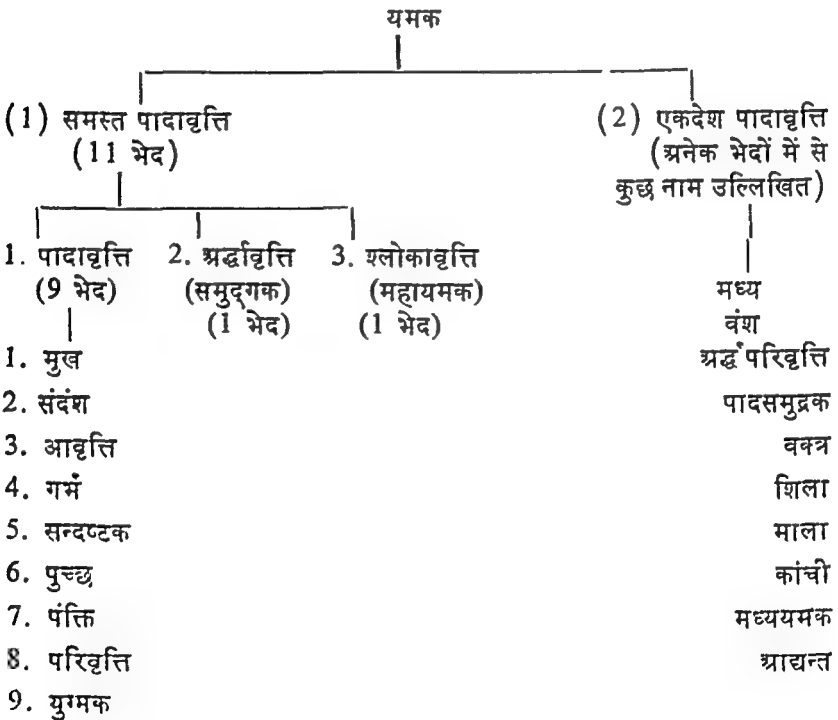 यमक
(1) समस्त पादावृत्ति (2) एकदेश पादावृत्ति
(11 भेद) (अनेक भेदों में से
कुछ नाम उल्लिखित)
1. पादावृत्ति 2. अर्द्धावृत्ति 3. श्लोकावृत्ति
(9 भेद) (समुद्गक) (महायमक) मध्य
(1 भेद) (1 भेद) वंश
1. मुख अर्द्ध परिवृत्ति
2. संदंश पादसमुद्रक
3. आवृत्ति वक्त्र
4. गर्भ शिला
5. सन्दष्टक माला
6. पुच्छ कांची
7. पंक्ति मध्ययमक
8. परिवृत्ति आद्यन्त
9. युग्मक